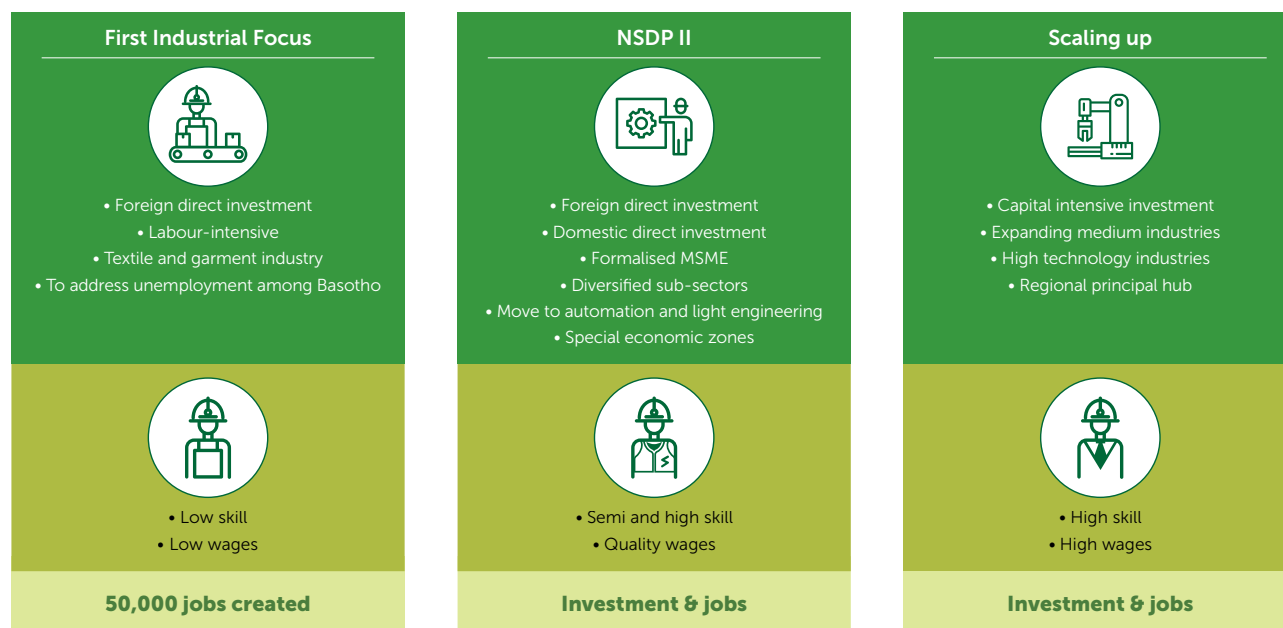 First Industrial Focus
• Foreign direct investment
• Labour-intensive
• Textile and garment industry
• To address unemployment among Basotho
• Low skill
• Low wages
50,000 jobs created
NSDP II
• Foreign direct investment
• Domestic direct investment
• Formalised MSME
• Diversified sub-sectors
• Move to automation and light engineering
• Special economic zones
• Semi and high skill
• Quality wages
Investment & jobs
Scaling up
• Capital intensive investment
• Expanding medium industries
• High technology industries
• Regional principal hub
• High skill
• High wages
Investment & jobs